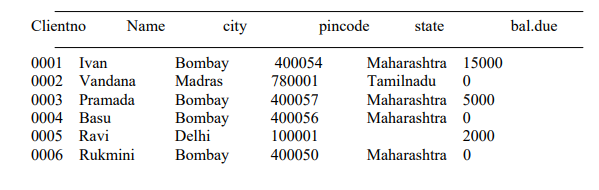 Clientno Name city pincode state bal.due
0001 Ivan Bombay 400054 Maharashtra 15000
0002 Vandana Madras 780001 Tamilnadu 0
0003 Pramada Bombay 400057 Maharashtra 5000
0004 Basu Bombay 400056 Maharashtra 0
0005 Ravi Delhi 100001 2000
0006 Rukmini Bombay 400050 Maharashtra 0